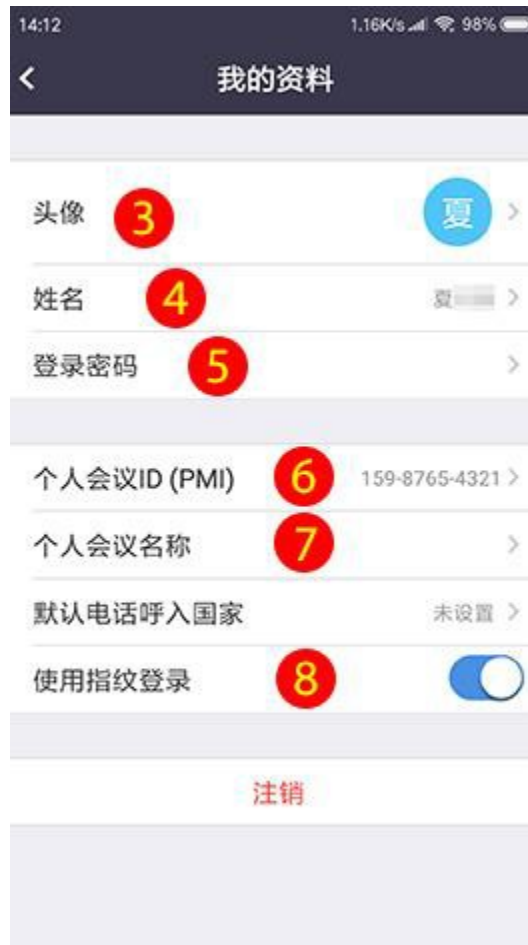 14:12 1.16K/s 98%
我的资料
头像 3 夏
姓名 4 夏
登录密码 5
个人会议ID (PMI) 6 159-8765-4321
个人会议名称 7
默认电话呼入国家 未设置
使用指纹登录 8
注销